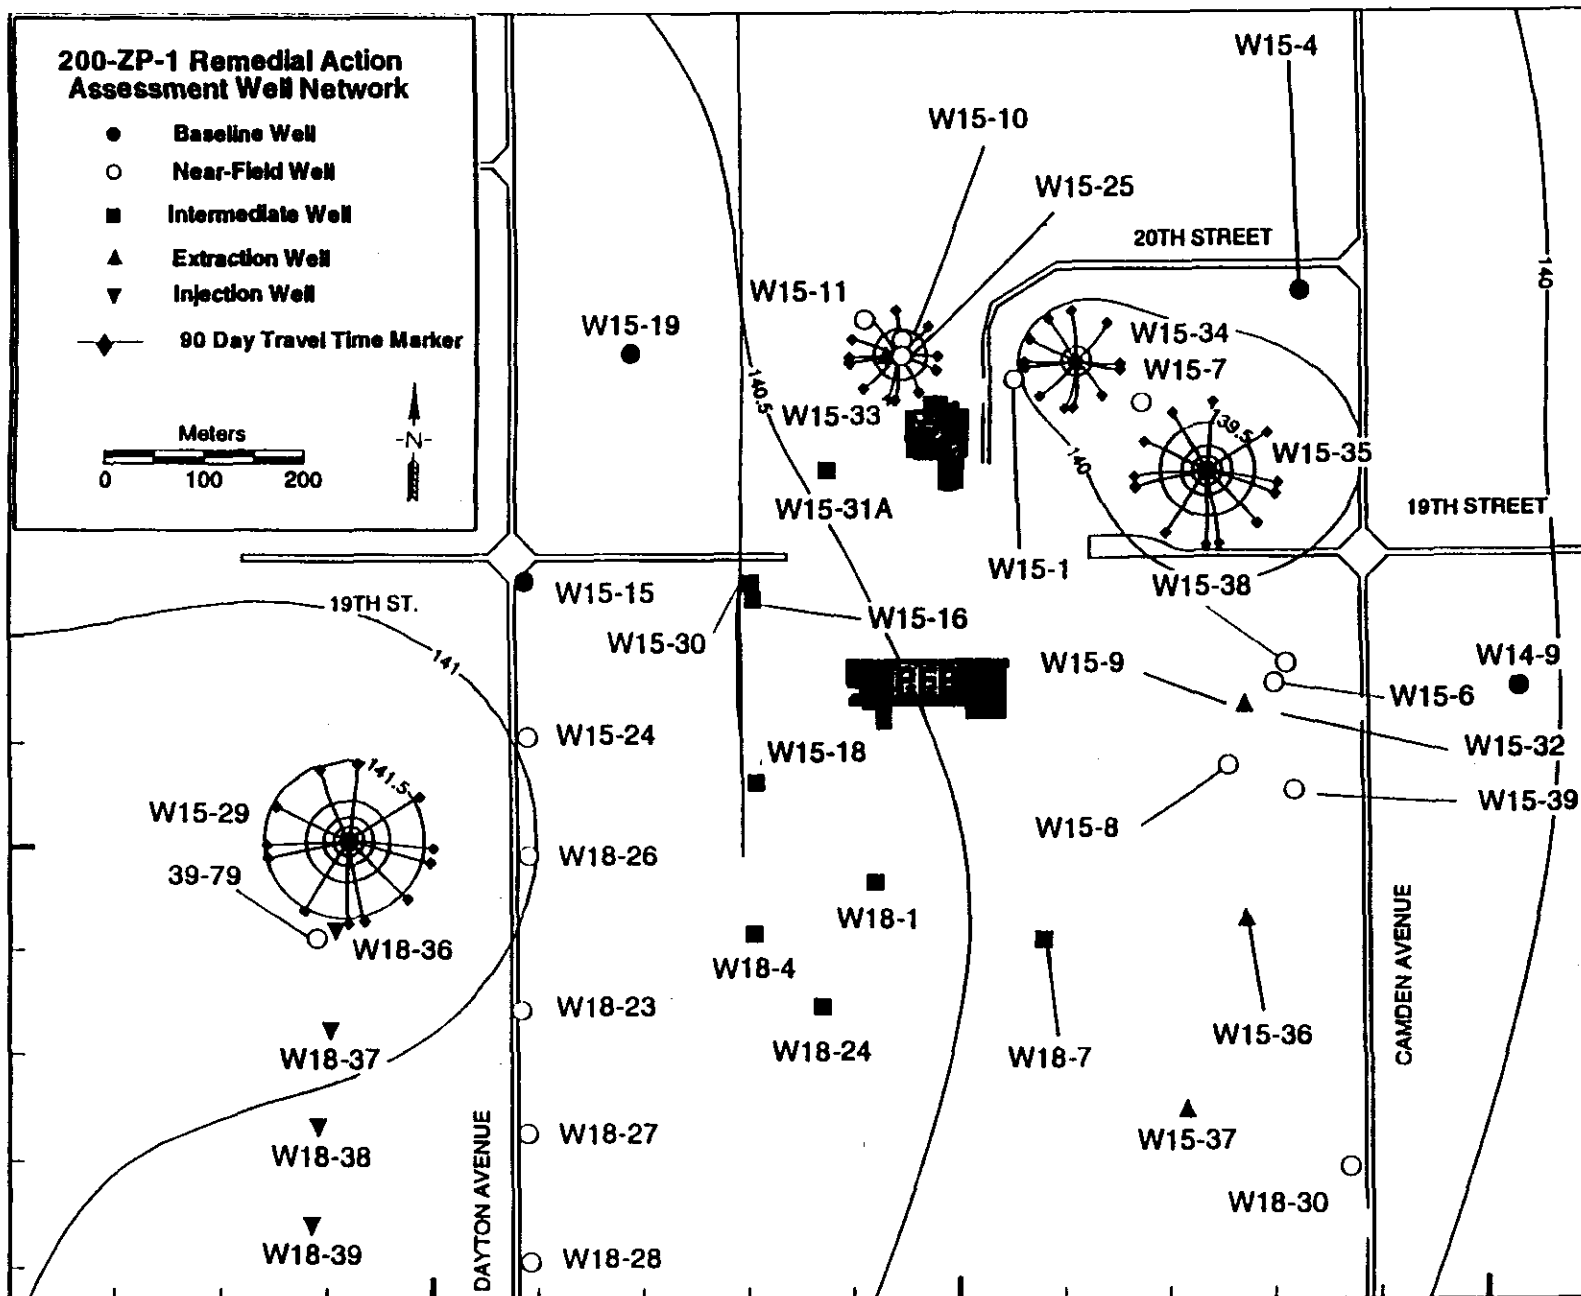 200-ZP-1 Remedial Action
Assessment Well Network
Baseline Well
Near-Field Well
Intermediate Well
Extraction Well
Injection Well
90 Day Travel Time Marker
Meters
0 100 200
-N-
W15-4
W15-10
W15-25
20TH STREET
140
W15-11
W15-19
W15-34
W15-7
140.5
W15-33
139.5
W15-35
140
W15-31A
19TH STREET
W15-1
W15-38
W15-15
19TH ST.
W15-16
W15-30
141
W15-9
W14-9
W15-6
W15-24
W15-32
W15-18
141.5
W15-29
W15-39
W15-8
W18-26
39-79
W18-1
W18-36
W18-4
CAMDEN AVENUE
W18-23
W18-24
W18-7
W15-36
W18-37
W18-27
W15-37
W18-38
DAYTON AVENUE
W18-30
W18-39
W18-28